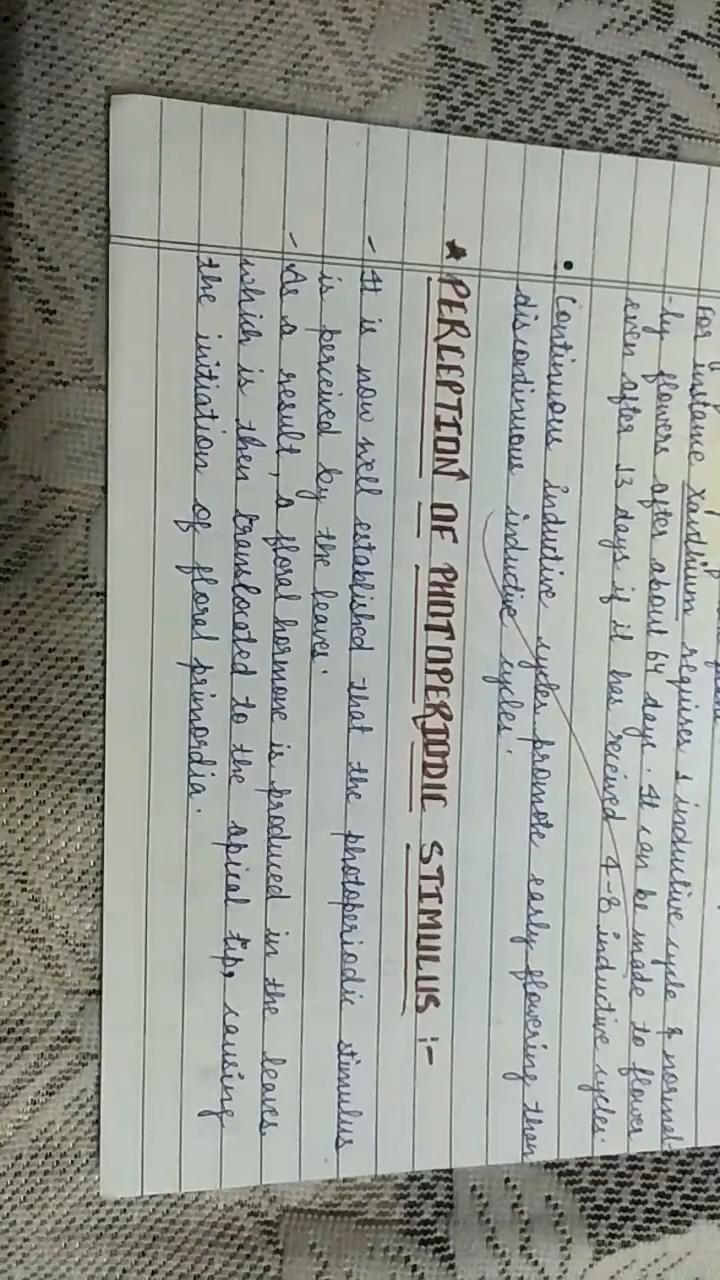 For instance Xanthium requires 1 inductive cycle & normal-
-ly flowers after about 64 days. It can be made to flower
even after 13 days if it has received 4-8 inductive cycles.
• Continuous inductive cycles promote early flowering than
discontinuous inductive cycles.
* PERCEPTION OF PHOTOPERIODIC STIMULUS :-
- It is now well established that the photoperiodic stimulus
is perceived by the leaves.
- As a result, a floral hormone is produced in the leaves
which is then translocated to the apical tip, causing
the initiation of floral primordia.